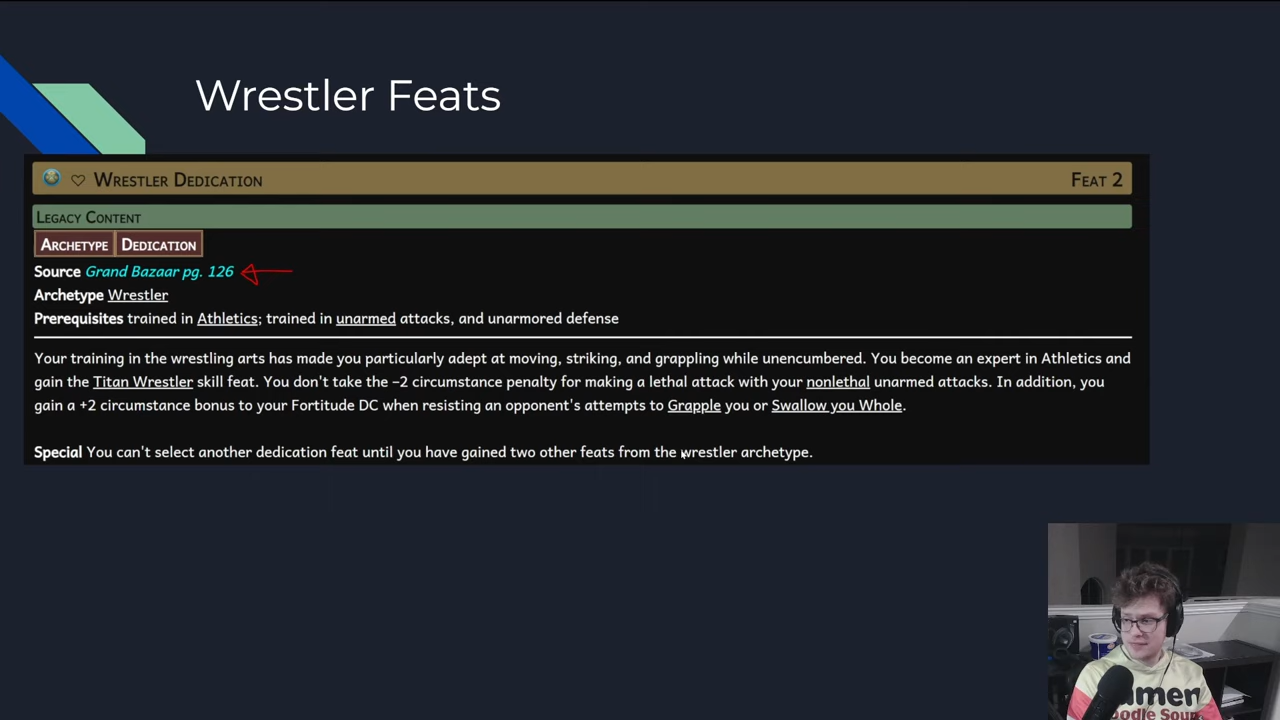 Wrestler Feats
Wrestler Dedication Feat 2
Legacy Content
Archetype Dedication
Source Grand Bazaar pg. 126
Archetype Wrestler
Prerequisites trained in Athletics; trained in unarmed attacks, and unarmored defense
Your training in the wrestling arts has made you particularly adept at moving, striking, and grappling while unencumbered. You become an expert in Athletics and
gain the Titan Wrestler skill feat. You don't take the –2 circumstance penalty for making a lethal attack with your nonlethal unarmed attacks. In addition, you
gain a +2 circumstance bonus to your Fortitude DC when resisting an opponent's attempts to Grapple you or Swallow you Whole.
Special You can't select another dedication feat until you have gained two other feats from the wrestler archetype.